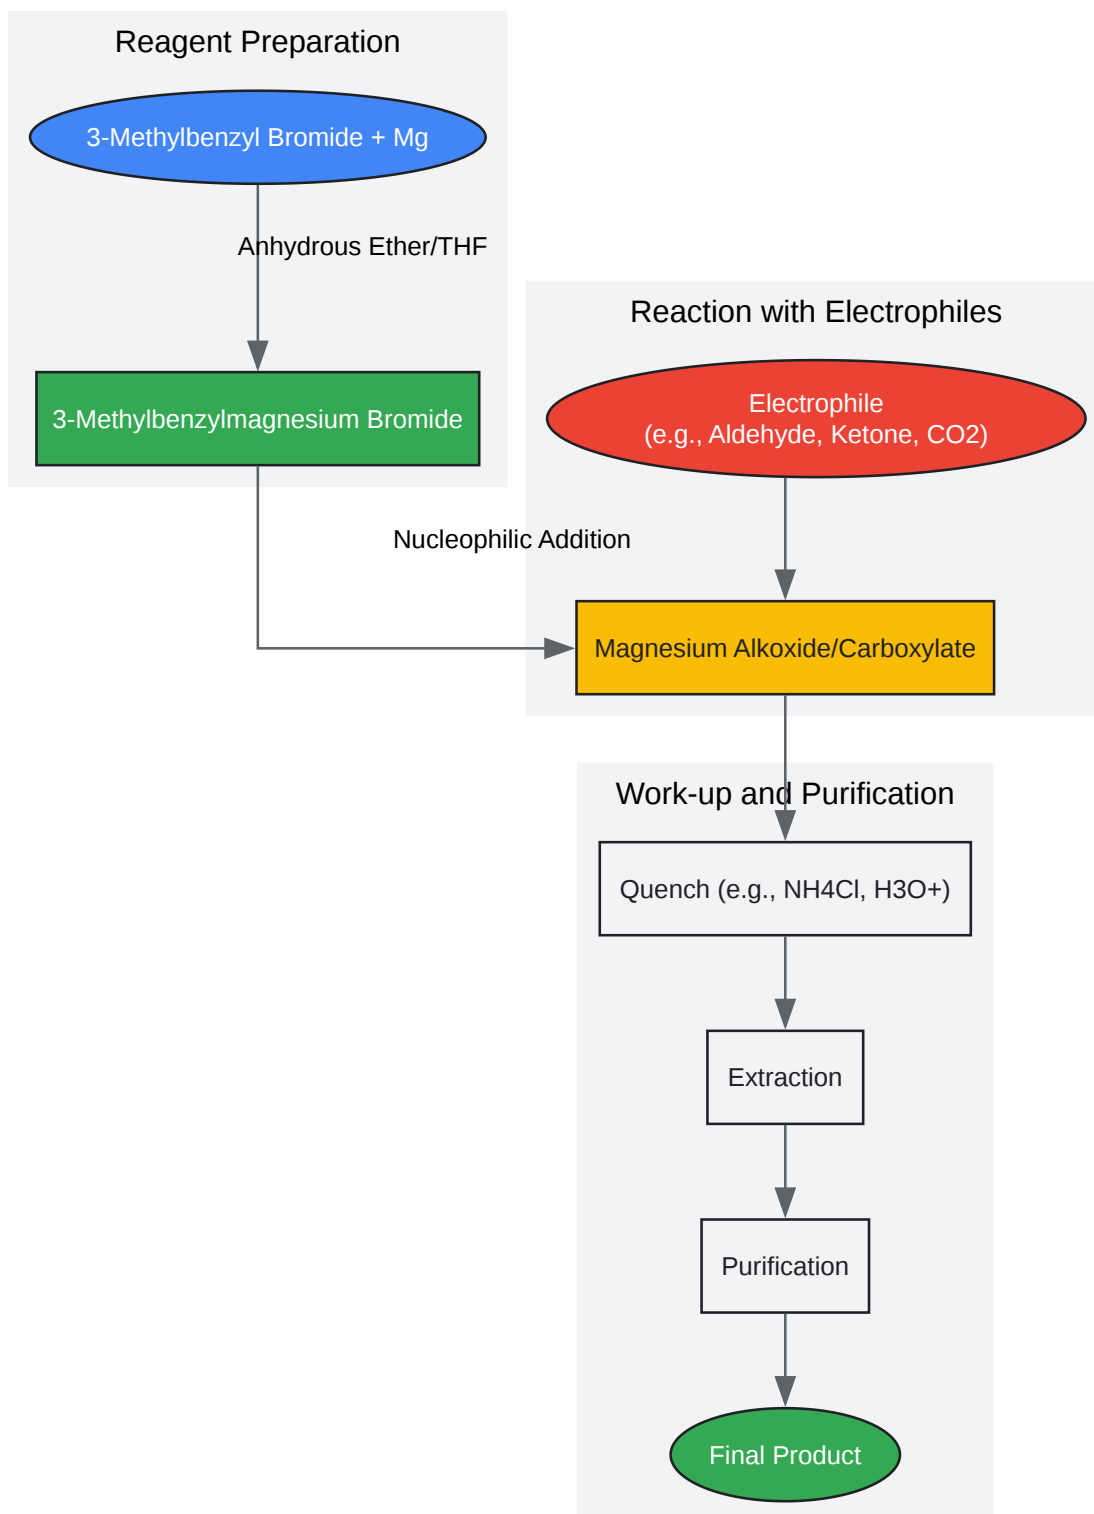 Reagent Preparation
3-Methylbenzyl Bromide + Mg
Anhydrous Ether/THF
3-Methylbenzylmagnesium Bromide
Reaction with Electrophiles
Electrophile
(e.g., Aldehyde, Ketone, CO2)
Nucleophilic Addition
Magnesium Alkoxide/Carboxylate
Work-up and Purification
Quench (e.g., NH4Cl, H3O+)
Extraction
Purification
Final Product